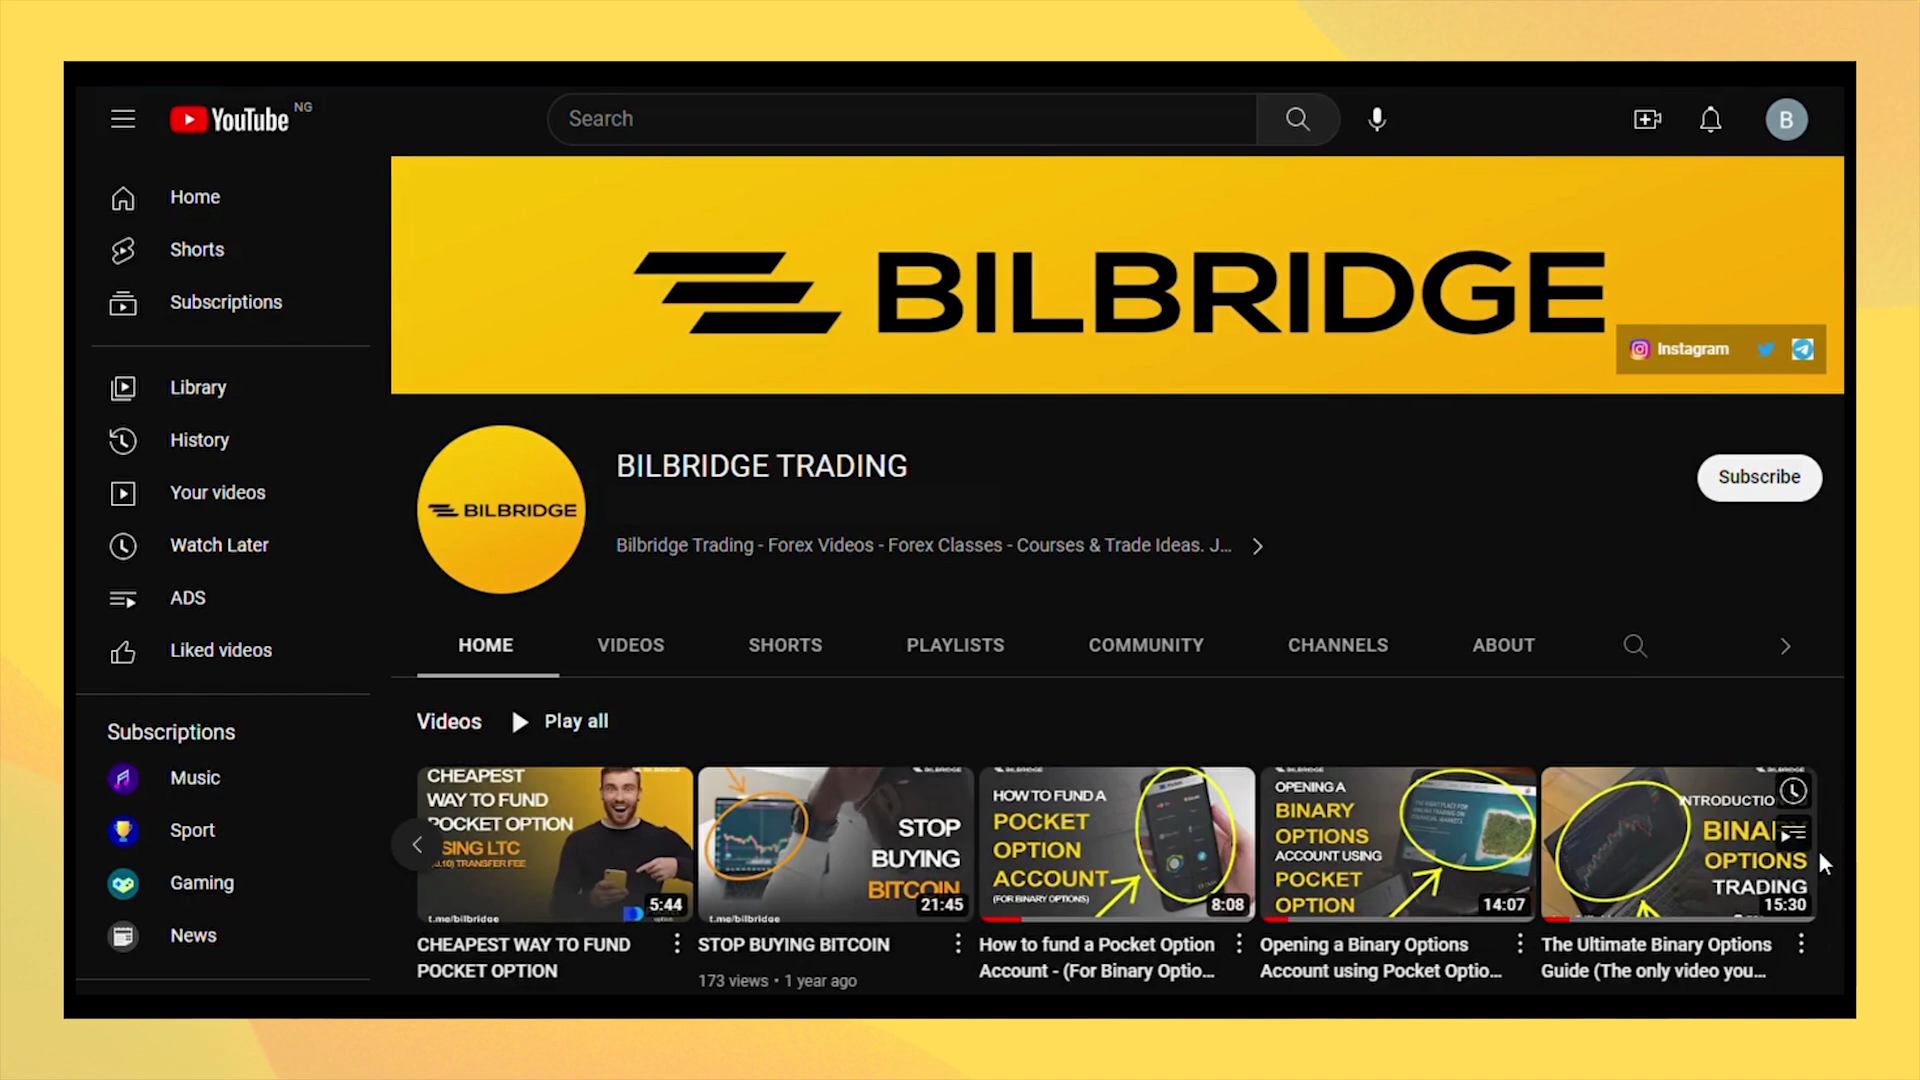 YouTube NG
Search
B
Home
Shorts
Subscriptions
Library
History
Your videos
Watch Later
ADS
Liked videos
Subscriptions
Music
Sport
Gaming
News
BILBRIDGE
Instagram
BILBRIDGE
BILBRIDGE TRADING
Bilbridge Trading - Forex Videos - Forex Classes - Courses & Trade Ideas. J...
Subscribe
HOME VIDEOS SHORTS PLAYLISTS COMMUNITY CHANNELS ABOUT
Videos Play all
CHEAPEST
WAY TO FUND
POCKET OPTION
USING LTC
TRANSFER FEE
5:44
t.me/bilbridge
CHEAPEST WAY TO FUND
POCKET OPTION
STOP
BUYING
BITCOIN
21:45
t.me/bilbridge
STOP BUYING BITCOIN
173 views • 1 year ago
HOW TO FUND A
POCKET
OPTION
ACCOUNT
(FOR BINARY OPTIONS)
8:08
How to fund a Pocket Option
Account - (For Binary Optio...
OPENING A
BINARY
OPTIONS
ACCOUNT USING
POCKET
OPTION
14:07
Opening a Binary Options
Account using Pocket Optio...
OPTIONS
TRADING
15:30
The Ultimate Binary Options
Guide (The only video you...